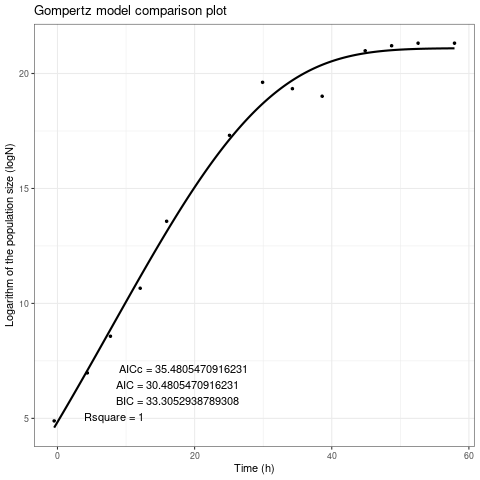 Gompertz model comparison plot
Logarithm of the population size (logN)
20
15
10
5
AICc = 35.4805470916231
AIC = 30.4805470916231
BIC = 33.3052938789308
Rsquare = 1
0 20 40 60
Time (h)